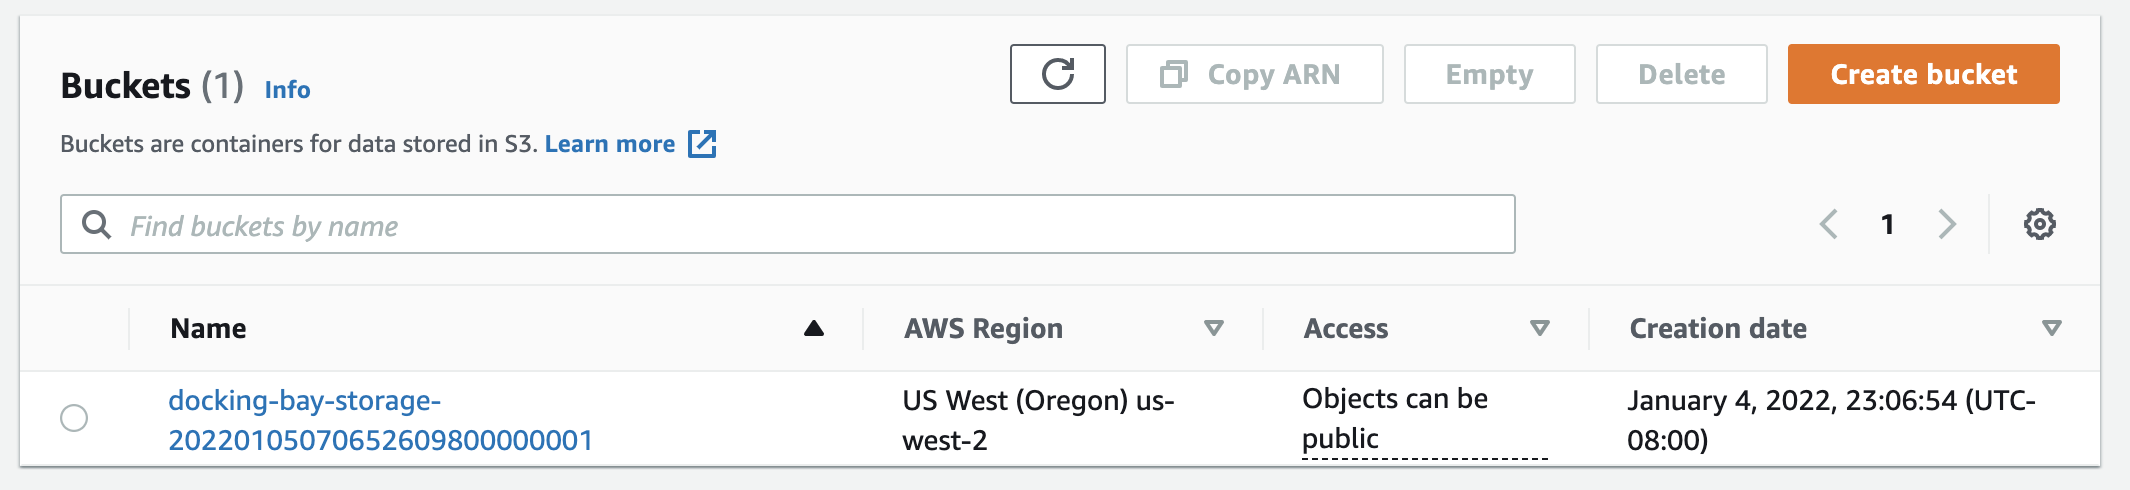 Buckets (1) Info
Copy ARN
Empty
Delete
Create bucket
Buckets are containers for data stored in S3. Learn more
Find buckets by name
1
Name
AWS Region
Access
Creation date
docking-bay-storage-
20220105070652609800000001
US West (Oregon) us-
west-2
Objects can be
public
January 4, 2022, 23:06:54 (UTC-
08:00)